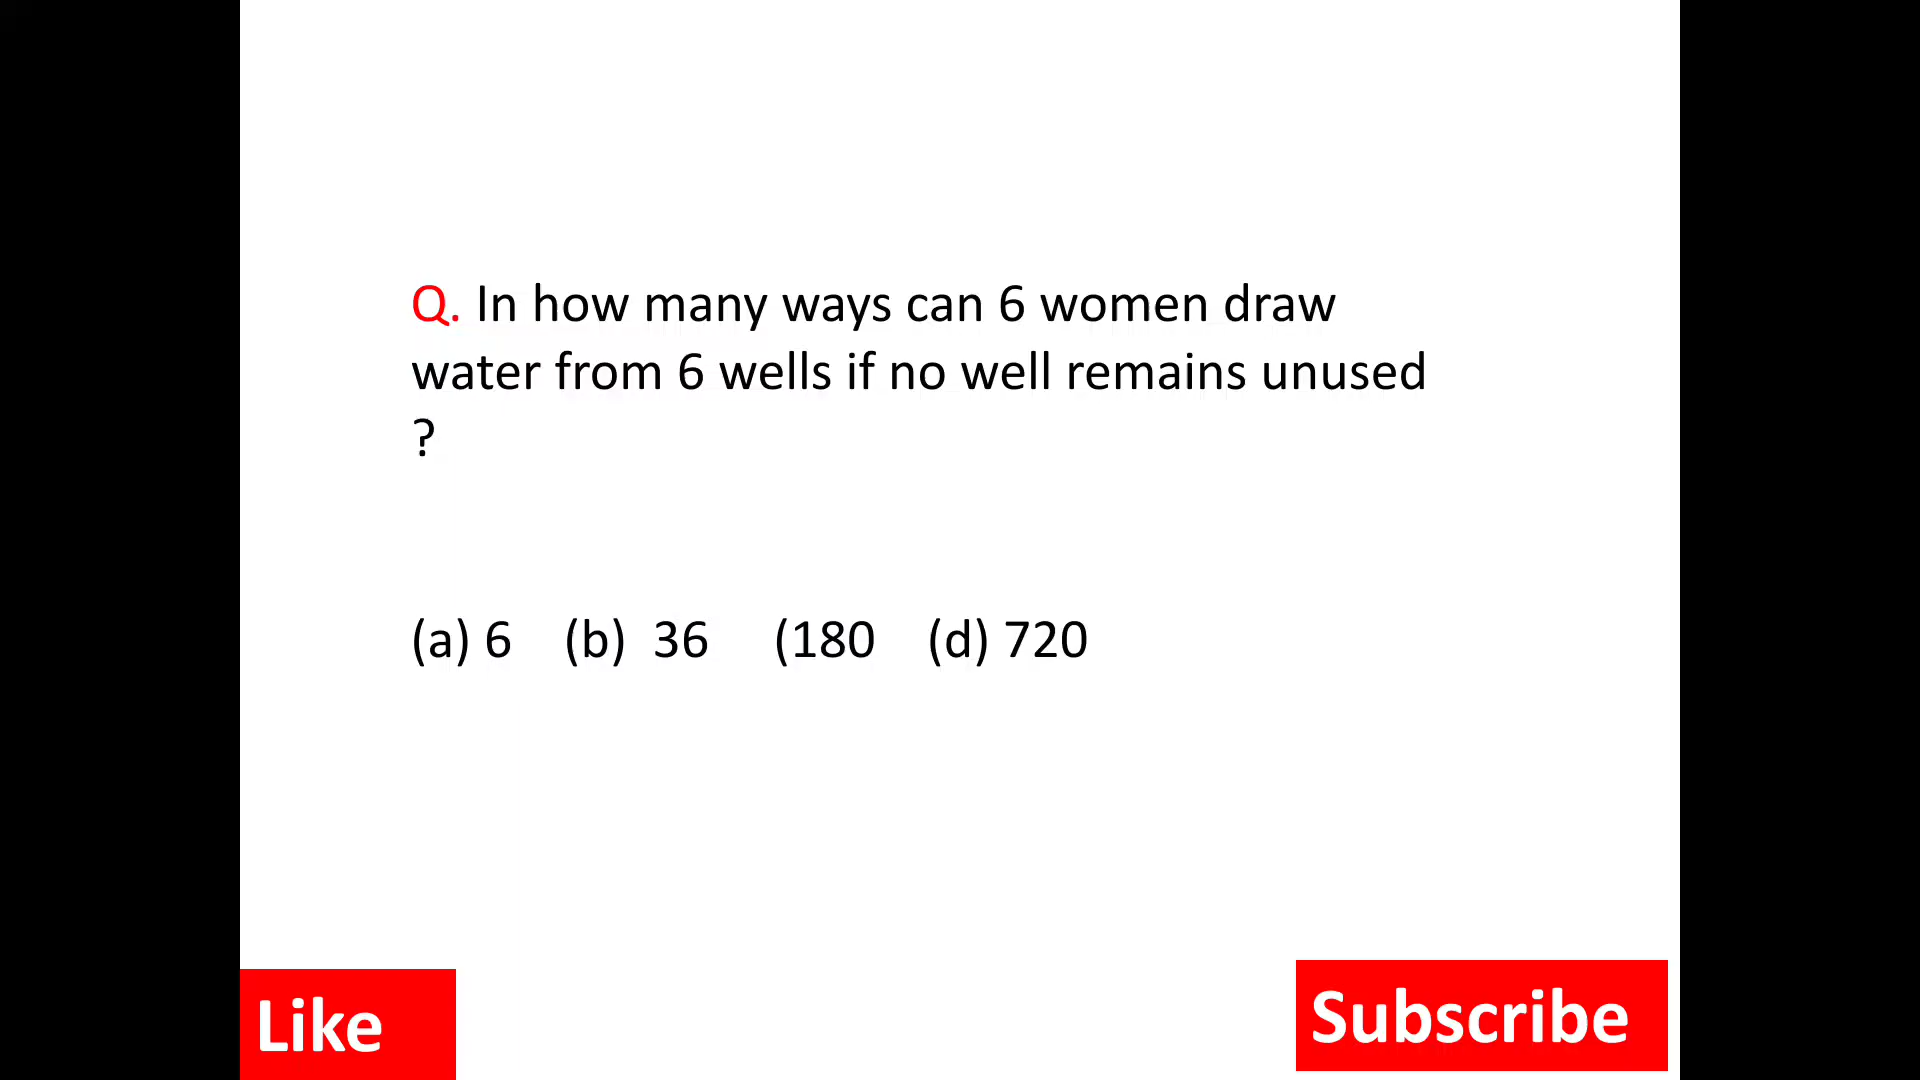 Q. In how many ways can 6 women draw
water from 6 wells if no well remains unused
?
(a) 6 (b) 36 (180 (d) 720
Like
Subscribe